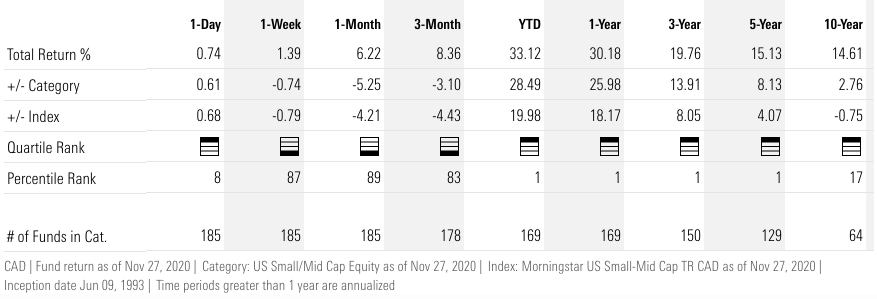 1-Day 1-Week 1-Month 3-Month YTD 1-Year 3-Year 5-Year 10-Year
Total Return % 0.74 1.39 6.22 8.36 33.12 30.18 19.76 15.13 14.61
+/- Category 0.61 -0.74 -5.25 -3.10 28.49 25.98 13.91 8.13 2.76
+/- Index 0.68 -0.79 -4.21 -4.43 19.98 18.17 8.05 4.07 -0.75
Quartile Rank
Percentile Rank 8 87 89 83 1 1 1 1 17
# of Funds in Cat. 185 185 185 178 169 169 150 129 64
CAD | Fund return as of Nov 27, 2020 | Category: US Small/Mid Cap Equity as of Nov 27, 2020 | Index: Morningstar US Small-Mid Cap TR CAD as of Nov 27, 2020 |
Inception date Jun 09, 1993 | Time periods greater than 1 year are annualized